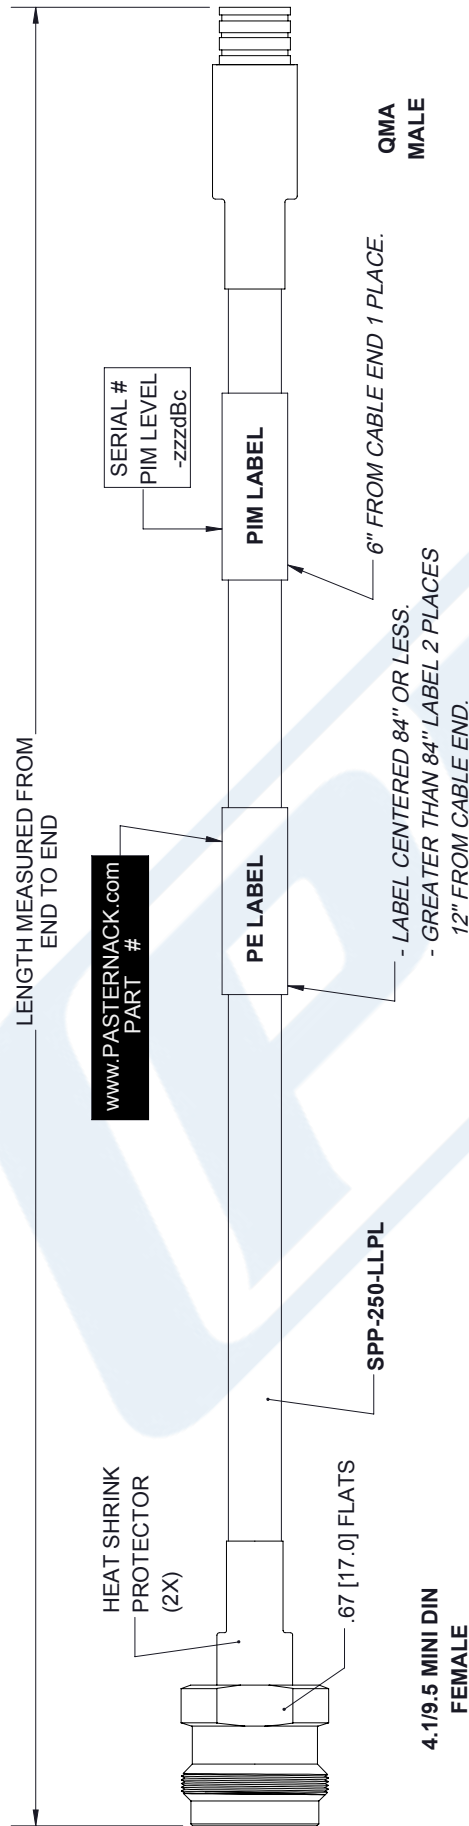 LENGTH MEASURED FROM
END TO END
HEAT SHRINK
PROTECTOR
(2X)
www.PASTERNACK.com
PART #
SERIAL #
PIM LEVEL
-zzzdBc
PE LABEL
PIM LABEL
.67 [17.0] FLATS
SPP-250-LLPL
- LABEL CENTERED 84" OR LESS.
- GREATER THAN 84" LABEL 2 PLACES
12" FROM CABLE END.
6" FROM CABLE END 1 PLACE.
4.1/9.5 MINI DIN
FEMALE
QMA
MALE